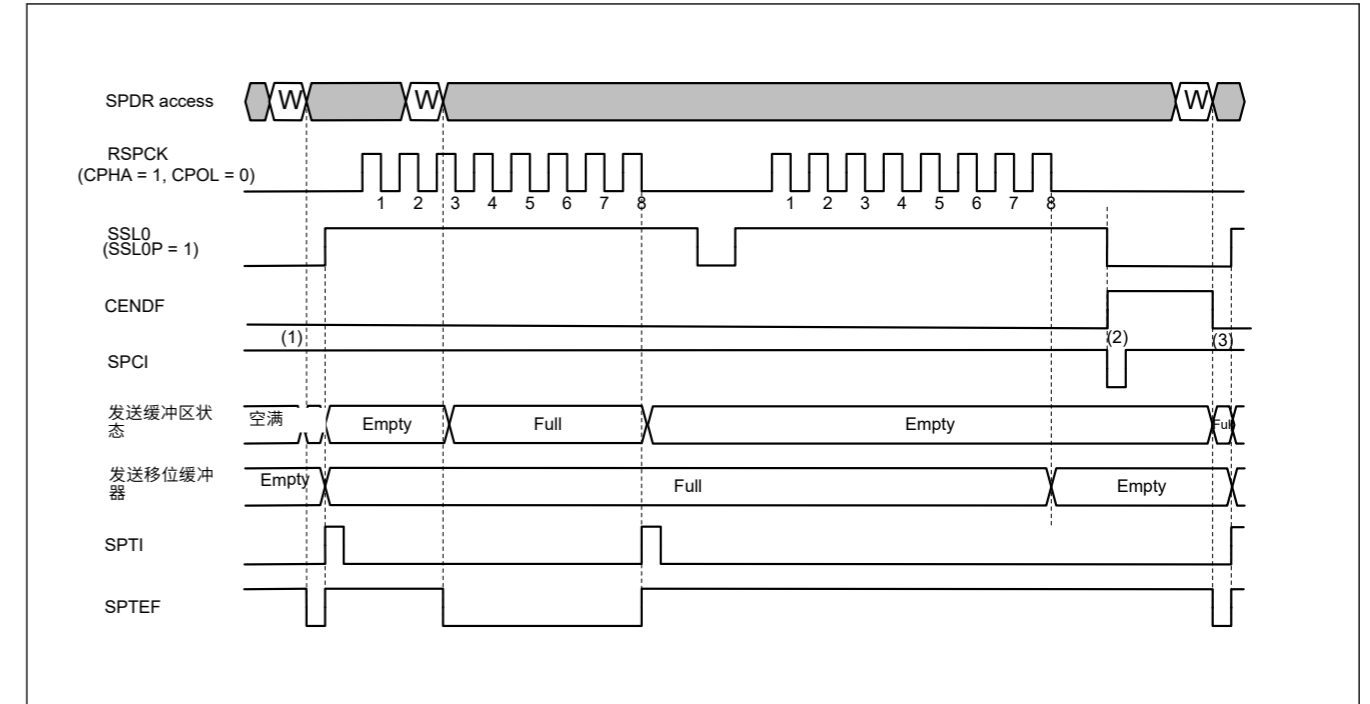 SPDR access W W W
RSPCK
(CPHA = 1, CPOL = 0)
1 2 3 4 5 6 7 8 1 2 3 4 5 6 7 8
SSL0
(SSL0P = 1)
CENDF
(1) (2) (3)
SPCI
发送缓冲区状
态
空满 Empty Full Empty Full
发送移位缓冲
器
Empty Full Empty
SPTI
SPTEF